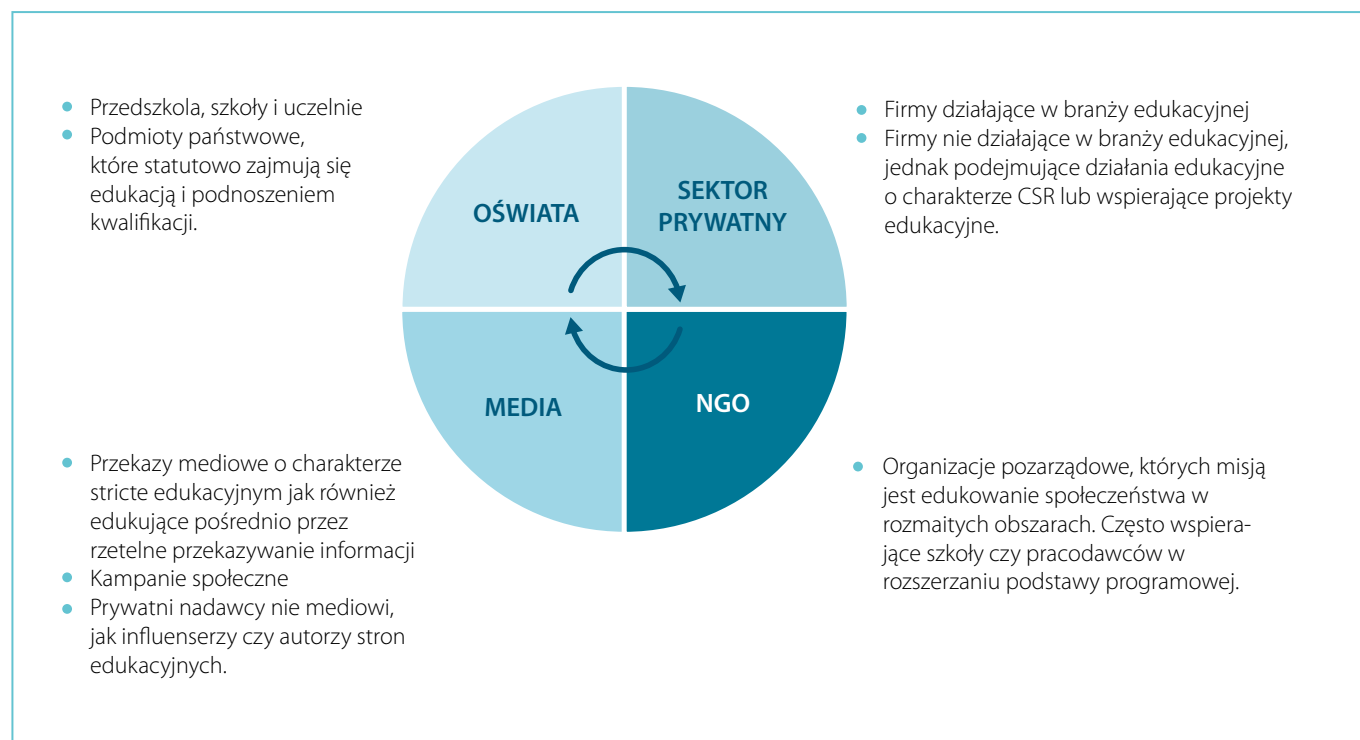 Przedszkola, szkoły i uczelnie
Podmioty państwowe,
które statutowo zajmują się
edukacją i podnoszeniem
kwalifikacji.
OŚWIATA
SEKTOR
PRYWATNY
Firmy działające w branży edukacyjnej
Firmy nie działające w branży edukacyjnej,
jednak podejmujące działania edukacyjne
o charakterze CSR lub wspierające projekty
edukacyjne.
MEDIA
NGO
Przekazy mediowe o charakterze
stricte edukacyjnym jak również
edukujące pośrednio przez
rzetelne przekazywanie informacji
Kampanie społeczne
Prywatni nadawcy nie mediowi,
jak influenserzy czy autorzy stron
edukacyjnych.
Organizacje pozarządowe, których misją
jest edukowanie społeczeństwa w
rozmaitych obszarach. Często wspiera-
jące szkoły czy pracodawców w
rozszerzaniu podstawy programowej.